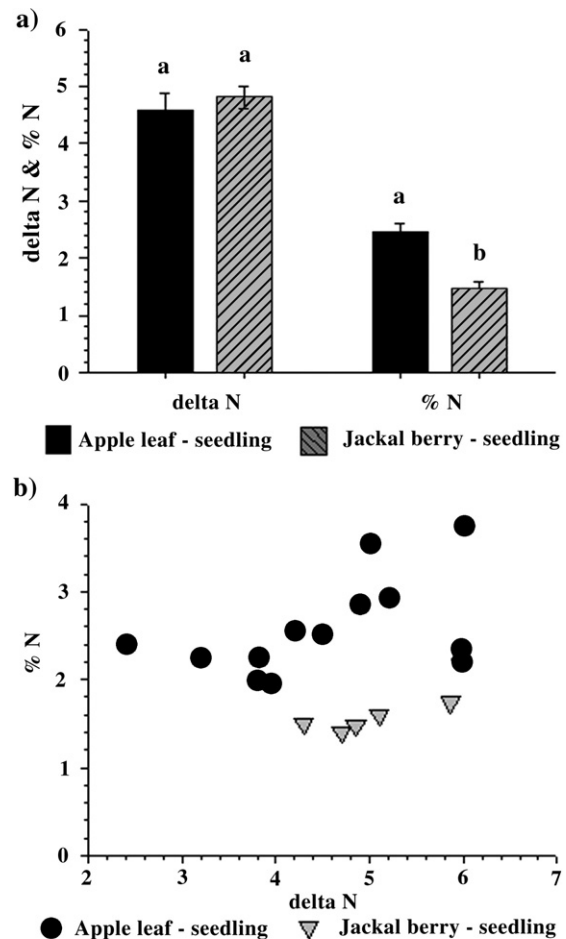 a)
6
5
4
3
2
1
0
delta N & % N
a
a
a
b
delta N % N
Apple leaf - seedling Jackal berry - seedling
b)
4
3
2
1
0
% N
2 3 4 5 6 7
delta N
Apple leaf - seedling Jackal berry - seedling